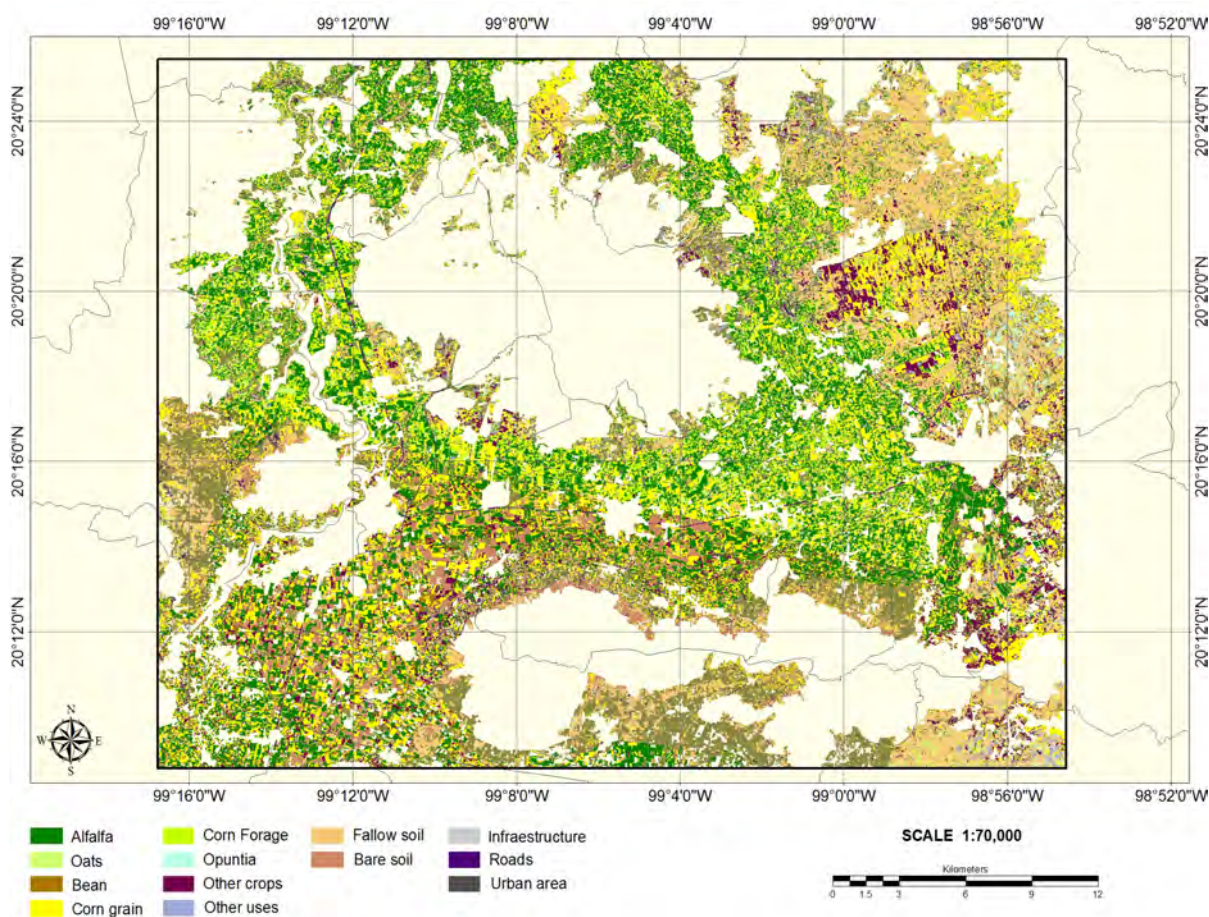 99°16'0"W 99°12'0"W 99°8'0"W 99°4'0"W 99°0'0"W 98°56'0"W 98°52'0"W
20°24'0"N 20°24'0"N
20°20'0"N 20°20'0"N
20°16'0"N 20°16'0"N
20°12'0"N 20°12'0"N
N
W E
S
99°16'0"W 99°12'0"W 99°8'0"W 99°4'0"W 99°0'0"W 98°56'0"W 98°52'0"W
Alfalfa Corn Forage Fallow soil Infraestructure
Oats Opuntia Bare soil Roads
Bean Other crops Urban area
Corn grain Other uses
SCALE 1:70,000
Kilometers
0 1.5 3 6 9 12